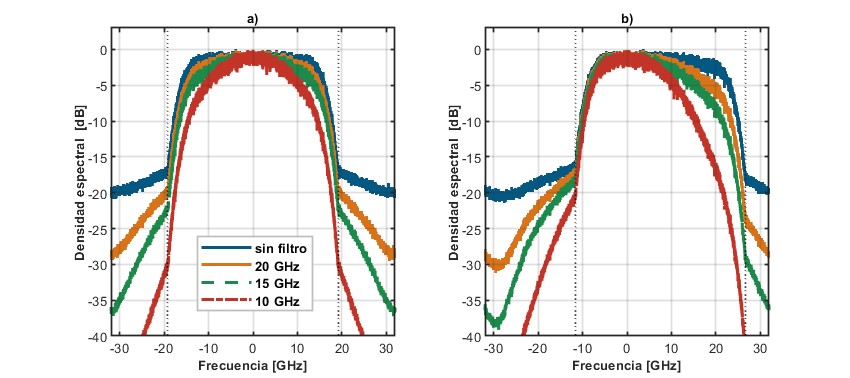 a)
0
-5
-10
-15
-20
-25
-30
-35
-40
Densidad espectral [dB]
sin filtro
20 GHz
15 GHz
10 GHz
-30 -20 -10 0 10 20 30
Frecuencia [GHz]
b)
0
-5
-10
-15
-20
-25
-30
-35
-40
Densidad espectral [dB]
-30 -20 -10 0 10 20 30
Frecuencia [GHz]